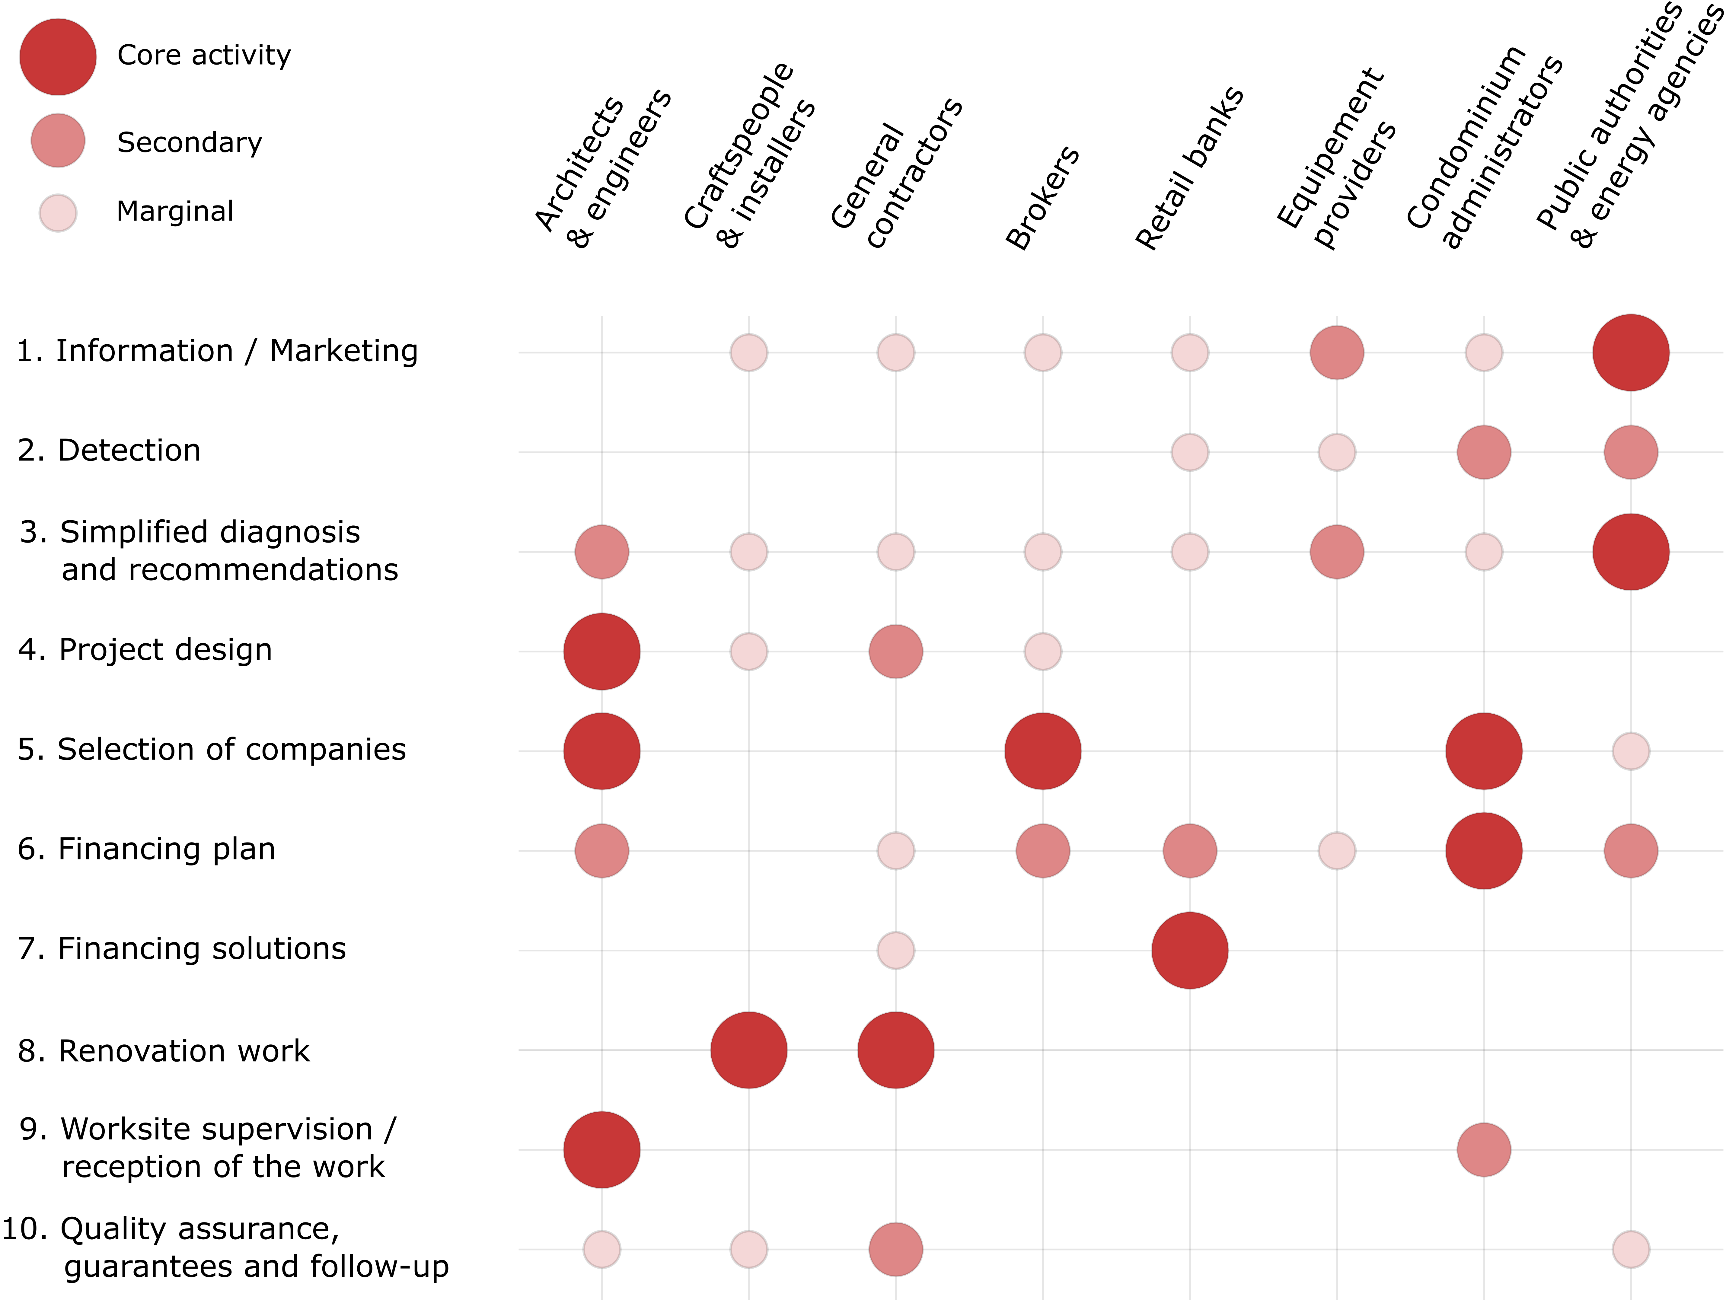 Core activity
Secondary
Marginal
Architects
& engineers
Craftspeople
& installers
General
contractors
Brokers
Retail banks
Equipement
providers
Condominium
administrators
Public authorities
& energy agencies
1. Information / Marketing
2. Detection
3. Simplified diagnosis
and recommendations
4. Project design
5. Selection of companies
6. Financing plan
7. Financing solutions
8. Renovation work
9. Worksite supervision /
reception of the work
10. Quality assurance,
guarantees and follow-up